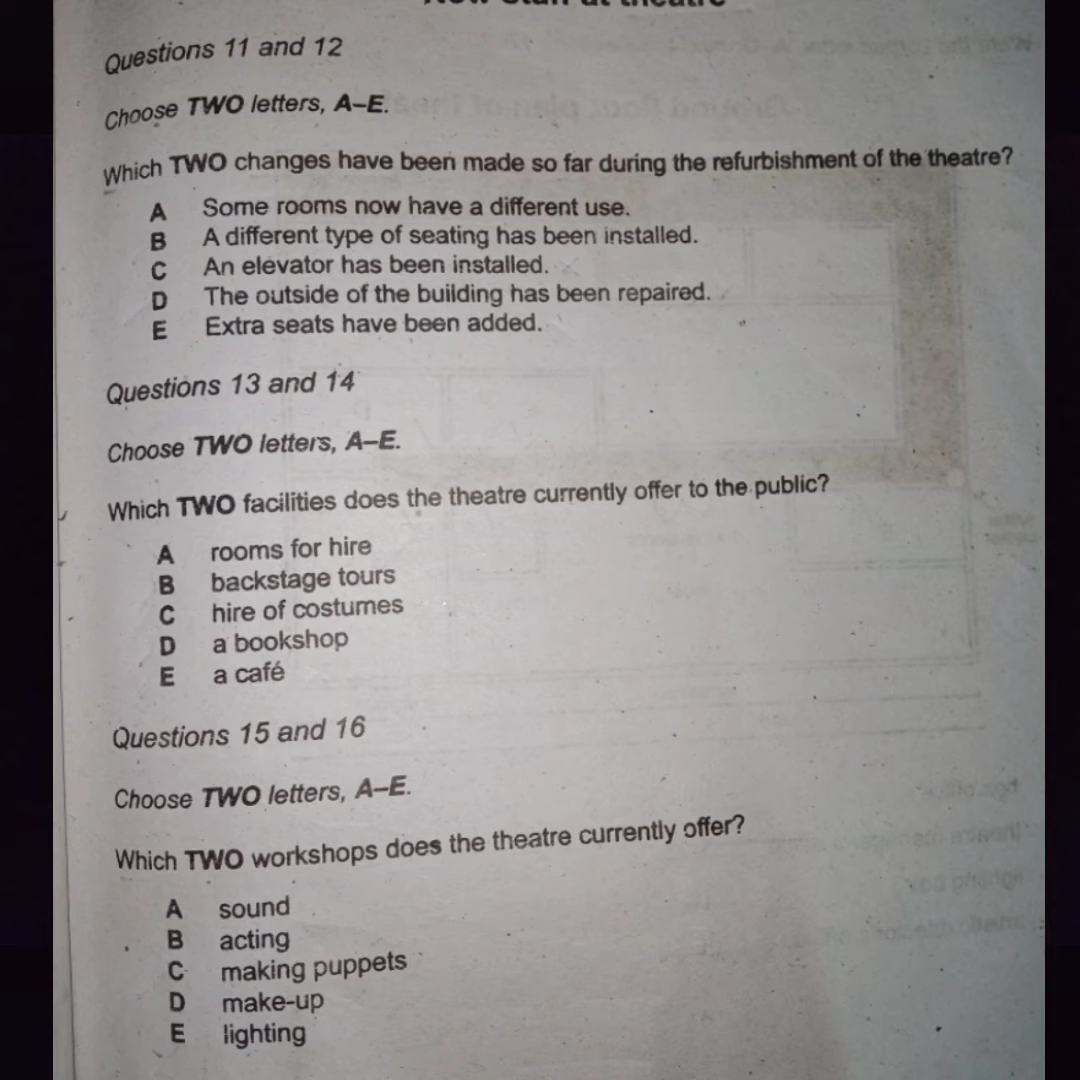 Questions 11 and 12
Choose TWO letters, A–E.
Which TWO changes have been made so far during the refurbishment of the theatre?
A Some rooms now have a different use.
B A different type of seating has been installed.
C An elevator has been installed.
D The outside of the building has been repaired.
E Extra seats have been added.
Questions 13 and 14
Choose TWO letters, A–E.
Which TWO facilities does the theatre currently offer to the public?
A rooms for hire
B backstage tours
C hire of costumes
D a bookshop
E a café
Questions 15 and 16
Choose TWO letters, A–E.
Which TWO workshops does the theatre currently offer?
A sound
B acting
C making puppets
D make-up
E lighting